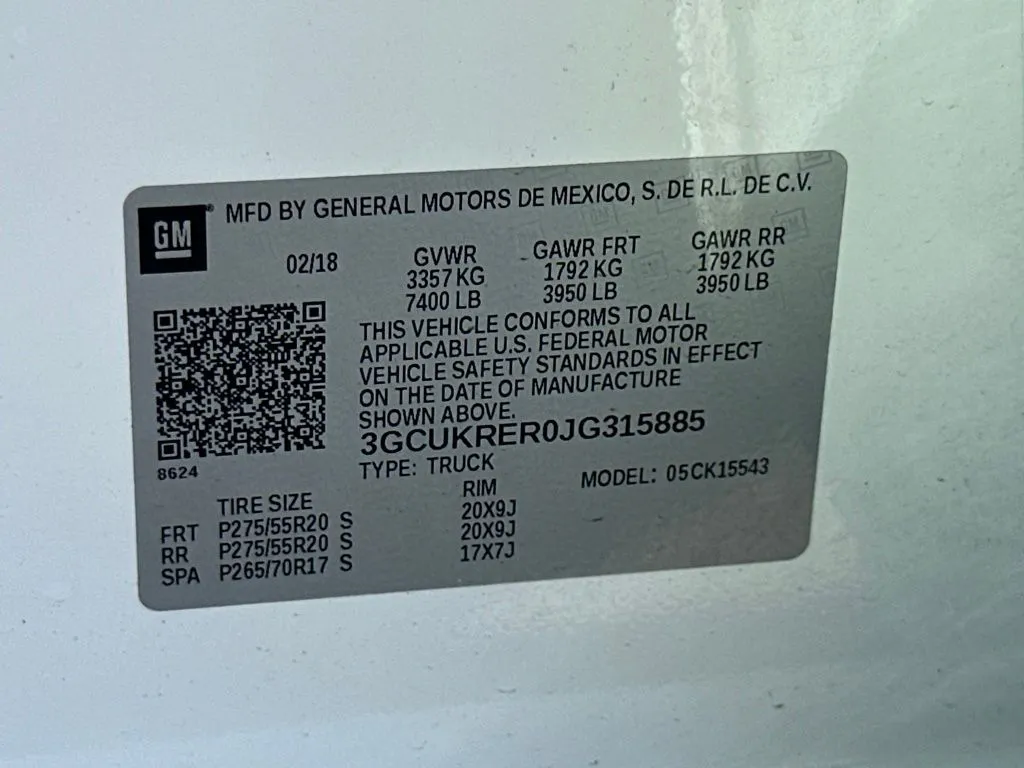 GM
MFD BY GENERAL MOTORS DE MEXICO, S. DE R.L. DE C.V.
02/18 GVWR GAWR FRT GAWR RR
3357 KG 1792 KG 1792 KG
7400 LB 3950 LB 3950 LB
THIS VEHICLE CONFORMS TO ALL
APPLICABLE U.S. FEDERAL MOTOR
VEHICLE SAFETY STANDARDS IN EFFECT
ON THE DATE OF MANUFACTURE
SHOWN ABOVE.
3GCUKRER0JG315885
8624
TYPE: TRUCK MODEL: 05CK15543
TIRE SIZE RIM
FRT P275/55R20 S 20X9J
RR P275/55R20 S 20X9J
SPA P265/70R17 S 17X7J